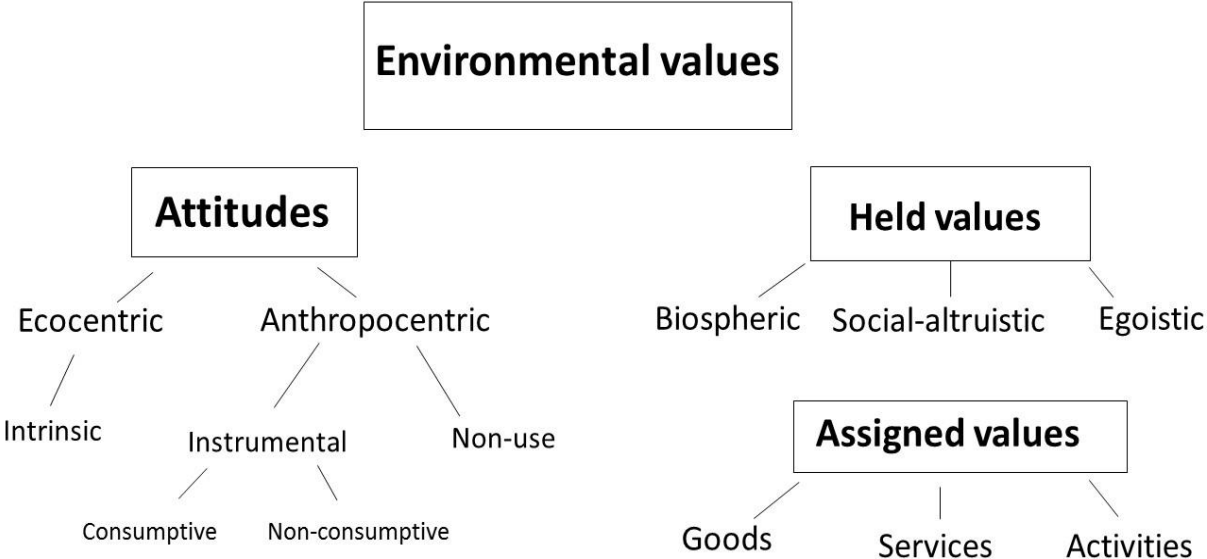 Environmental values
Attitudes
Held values
Ecocentric
Anthropocentric
Biospheric
Social-altruistic
Egoistic
Intrinsic
Instrumental
Non-use
Assigned values
Consumptive
Non-consumptive
Goods
Services
Activities